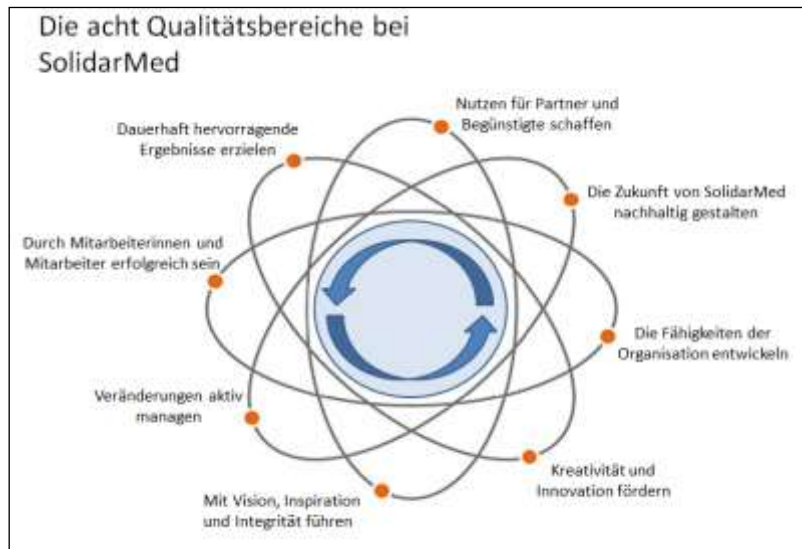 Die acht Qualitätsbereiche bei
SolidarMed
Nutzen für Partner und
Begünstigte schaffen
Die Zukunft von SolidarMed
nachhaltig gestalten
Die Fähigkeiten der
Organisation entwickeln
Kreativität und
Innovation fördern
Mit Vision, Inspiration
und Integrität führen
Veränderungen aktiv
managen
Durch Mitarbeiterinnen und
Mitarbeiter erfolgreich sein
Dauerhaft hervorragende
Ergebnisse erzielen